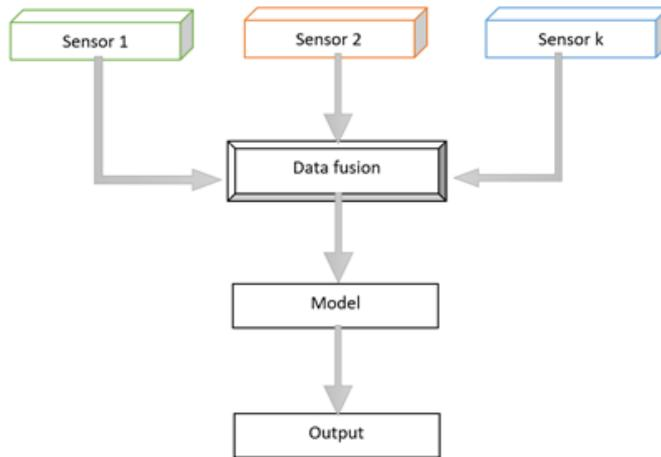 Sensor 1
Sensor 2
Sensor k
Data fusion
Model
Output